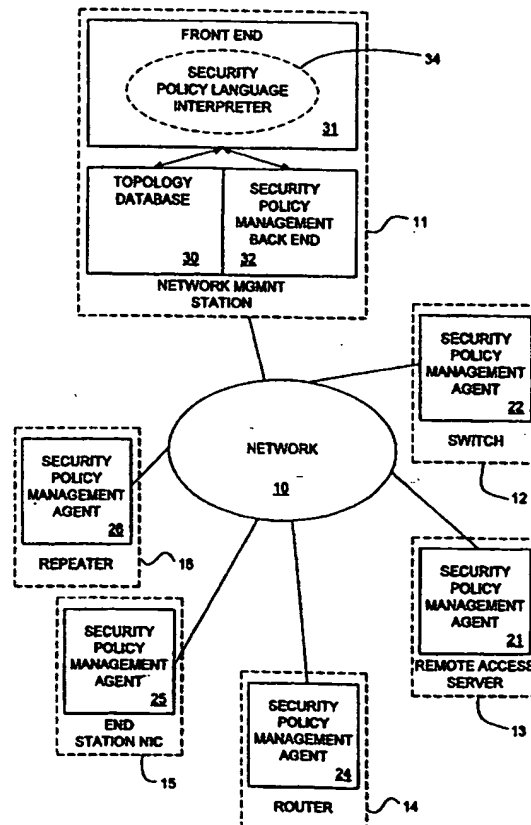 FRONT END
SECURITY
POLICY LANGUAGE
INTERPRETER
34
31
TOPOLOGY
DATABASE
30
SECURITY
POLICY
MANAGEMENT
BACK END
32
11
NETWORK MGMNT
STATION
SECURITY
POLICY
MANAGEMENT
AGENT
22
SWITCH
12
NETWORK
10
SECURITY
POLICY
MANAGEMENT
AGENT
26
REPEATER
16
SECURITY
POLICY
MANAGEMENT
AGENT
21
REMOTE ACCESS
SERVER
13
SECURITY
POLICY
MANAGEMENT
AGENT
25
END
STATION NIC
15
SECURITY
POLICY
MANAGEMENT
AGENT
24
ROUTER
14